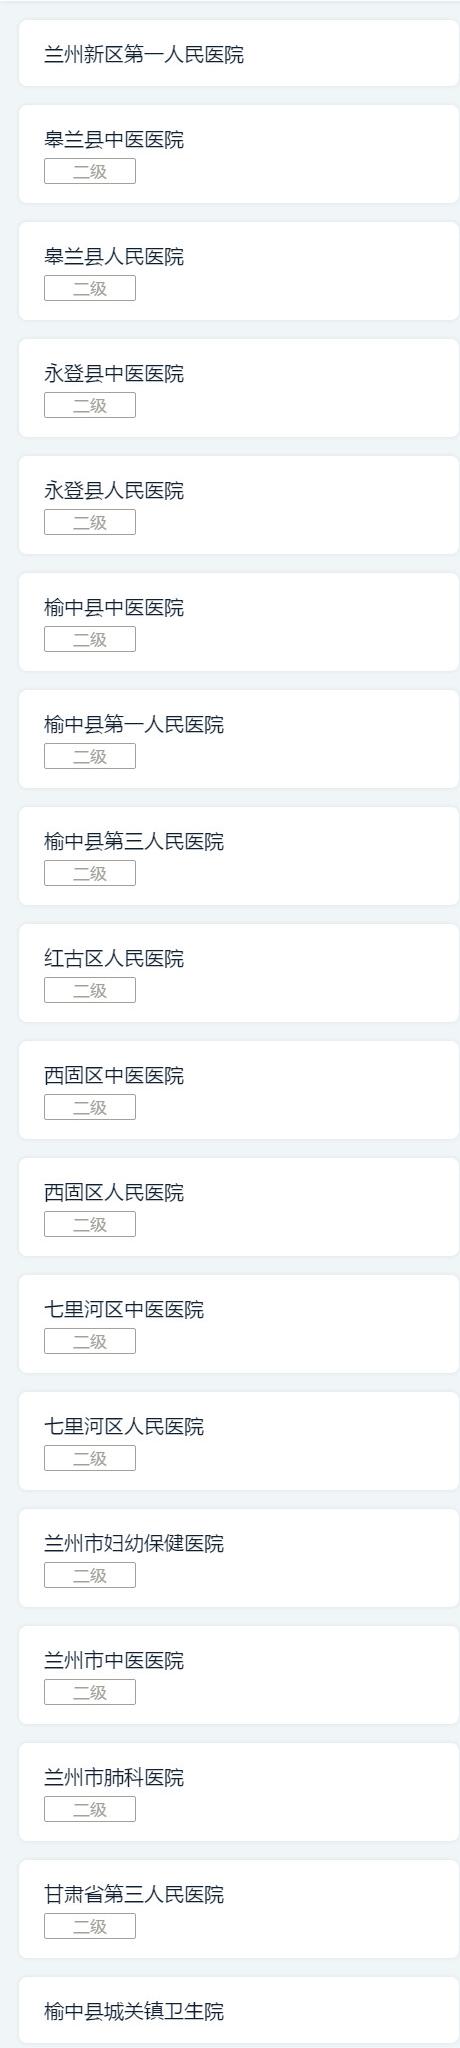 兰州新区第一人民医院
皋兰县中医医院
二级
皋兰县人民医院
二级
永登县中医医院
二级
永登县人民医院
二级
榆中县中医医院
二级
榆中县第一人民医院
二级
榆中县第三人民医院
二级
红古区人民医院
二级
西固区中医医院
二级
西固区人民医院
二级
七里河区中医医院
二级
七里河区人民医院
二级
兰州市妇幼保健医院
二级
兰州市中医医院
二级
兰州市肺科医院
二级
甘肃省第三人民医院
二级
榆中县城关镇卫生院